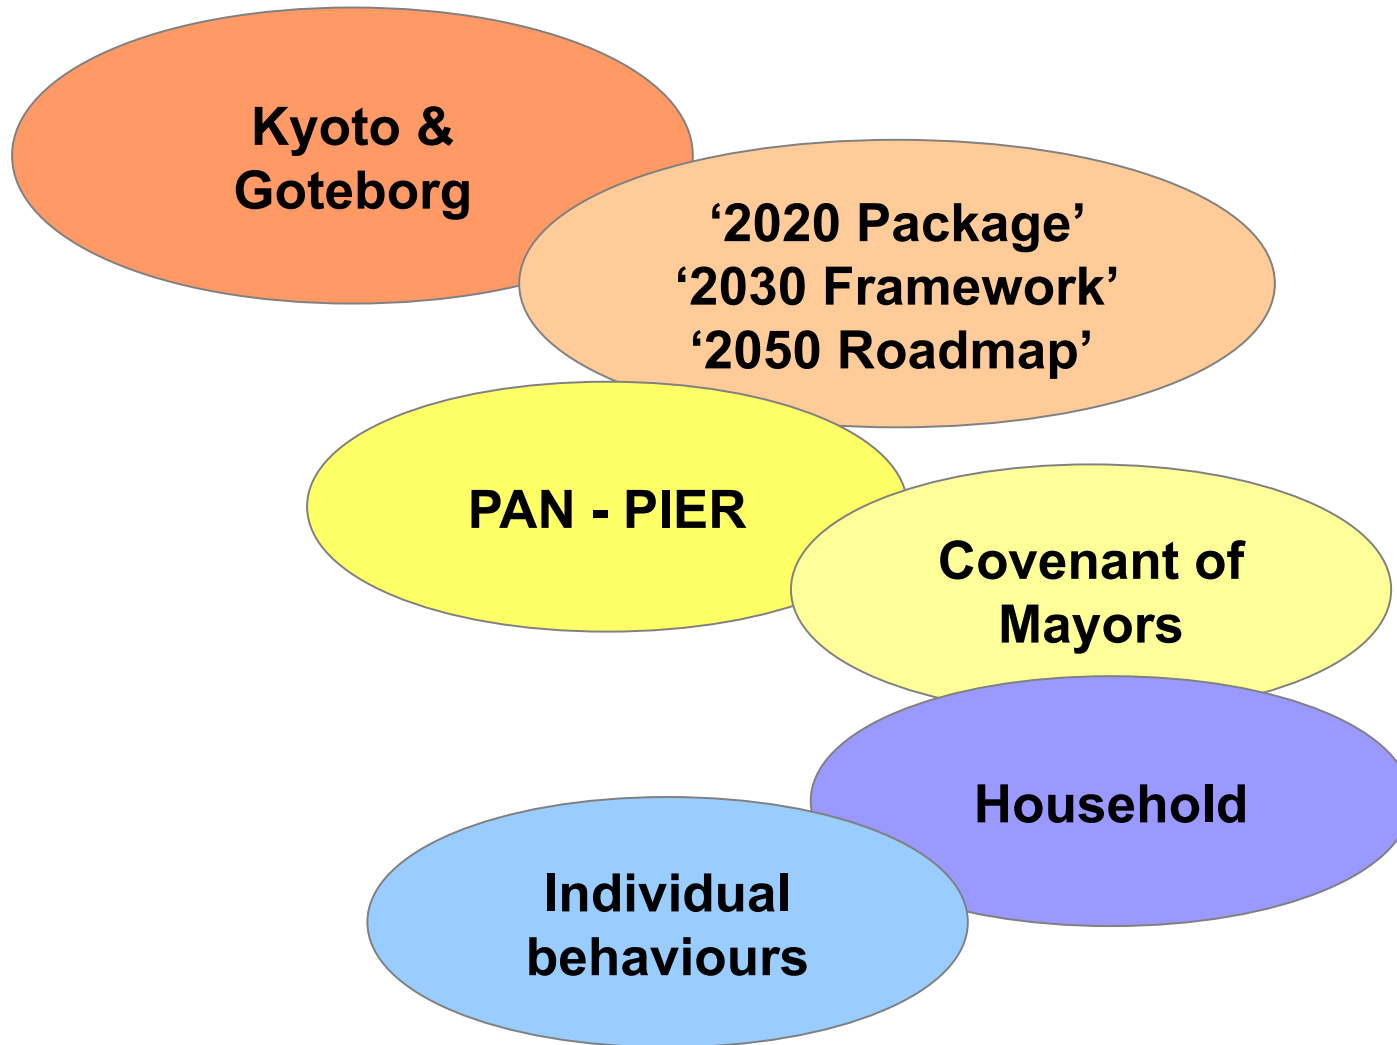 Kyoto &
Goteborg
‘2020 Package’
‘2030 Framework’
‘2050 Roadmap’
PAN - PIER
Covenant of
Mayors
Household
Individual
behaviours